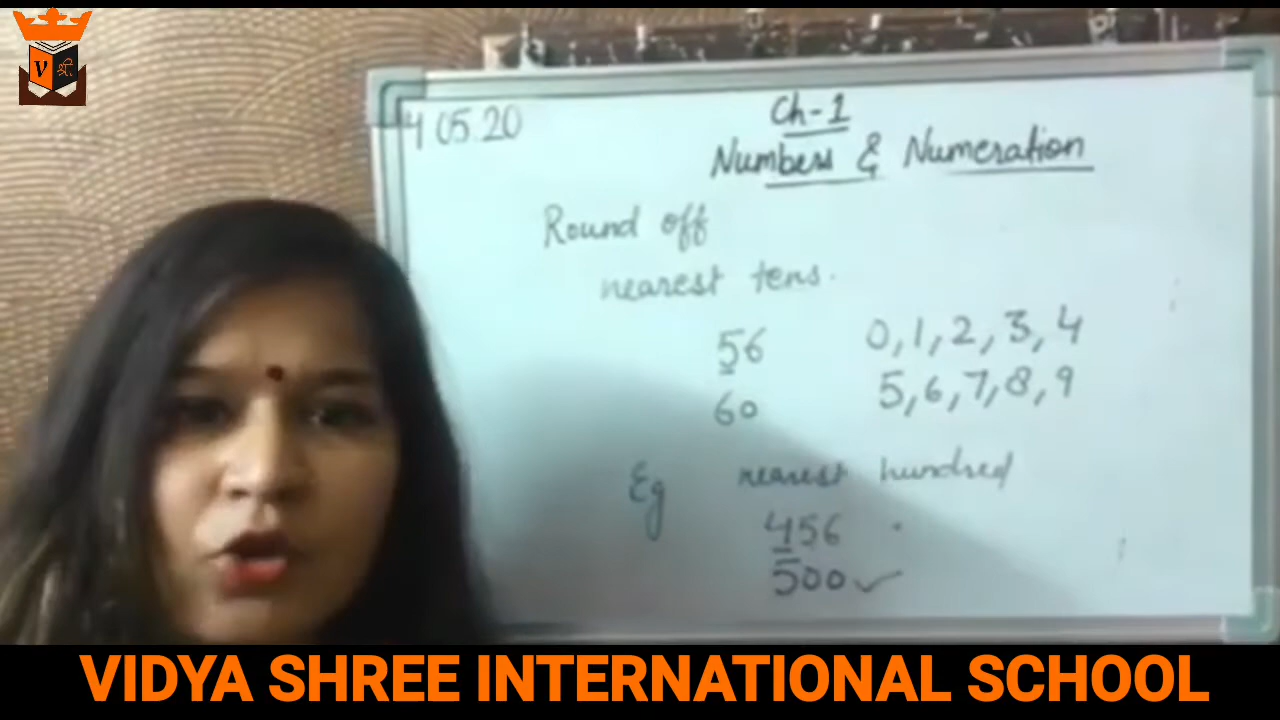 V श्री
4 05.20
Ch-1
Numbers & Numeration
Round off
nearest tens.
56 0, 1, 2, 3, 4
60 5, 6, 7, 8, 9
Eg nearest hundred
456
500 ✓
VIDYA SHREE INTERNATIONAL SCHOOL